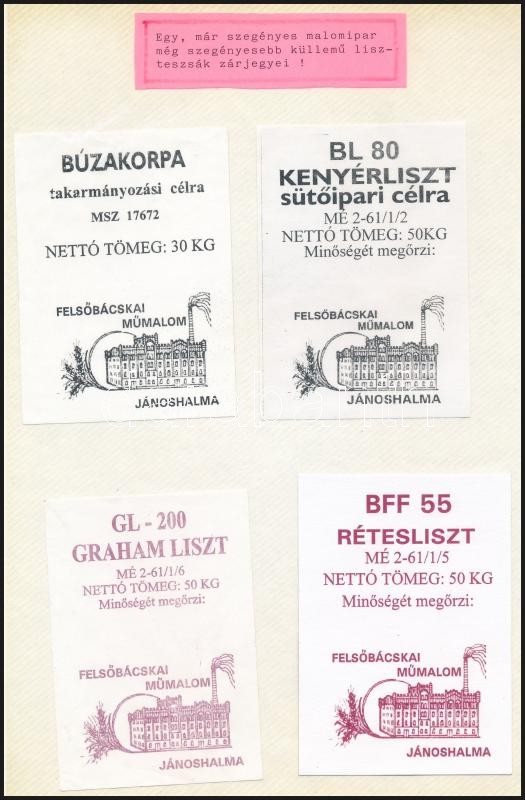 Egy, már szegényes malomipar
még szegényesebb küllemű lisz-
teszsák zárjegyei !
BÚZAKORPA
takarmányozási célra
MSZ 17672
NETTÓ TÖMEG: 30 KG
FELSŐBÁCSKAI
MŰMALOM
JÁNOSHALMA
BL 80
KENYÉRLISZT
sütőipari célra
MÉ 2-61/1/2
NETTÓ TÖMEG: 50KG
Minőségét megőrzi:
FELSŐBÁCSKAI
MŰMALOM
JÁNOSHALMA
GL - 200
GRAHAM LISZT
MÉ 2-61/1/6
NETTÓ TÖMEG: 50 KG
Minőségét megőrzi:
FELSŐBÁCSKAI
MŰMALOM
JÁNOSHALMA
BFF 55
RÉTESLISZT
MÉ 2-61/1/5
NETTÓ TÖMEG: 50 KG
Minőségét megőrzi:
FELSŐBÁCSKAI
MŰMALOM
JÁNOSHALMA